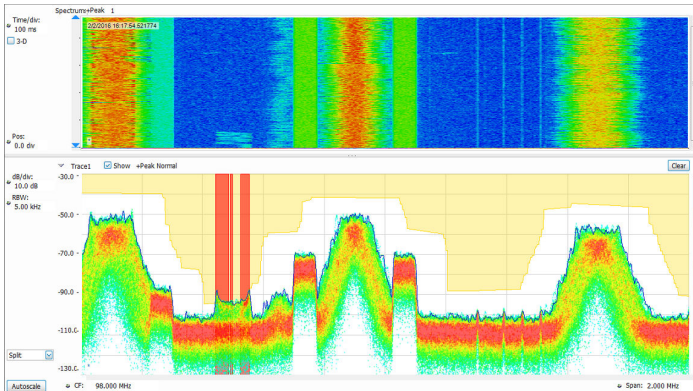 Spectrum+Peak 1
Time/div:
100 ms
3-D
2/2/2016 16:17:54.521774
Pos:
0.0 div
Trace1 Show +Peak Normal Clear
dB/div:
10.0 dB
RBW:
5.00 kHz
-30.0
-50.0
-70.0
-90.0
-110.0
-130.0
Split
Autoscale CF: 98.000 MHz Span: 2.000 MHz